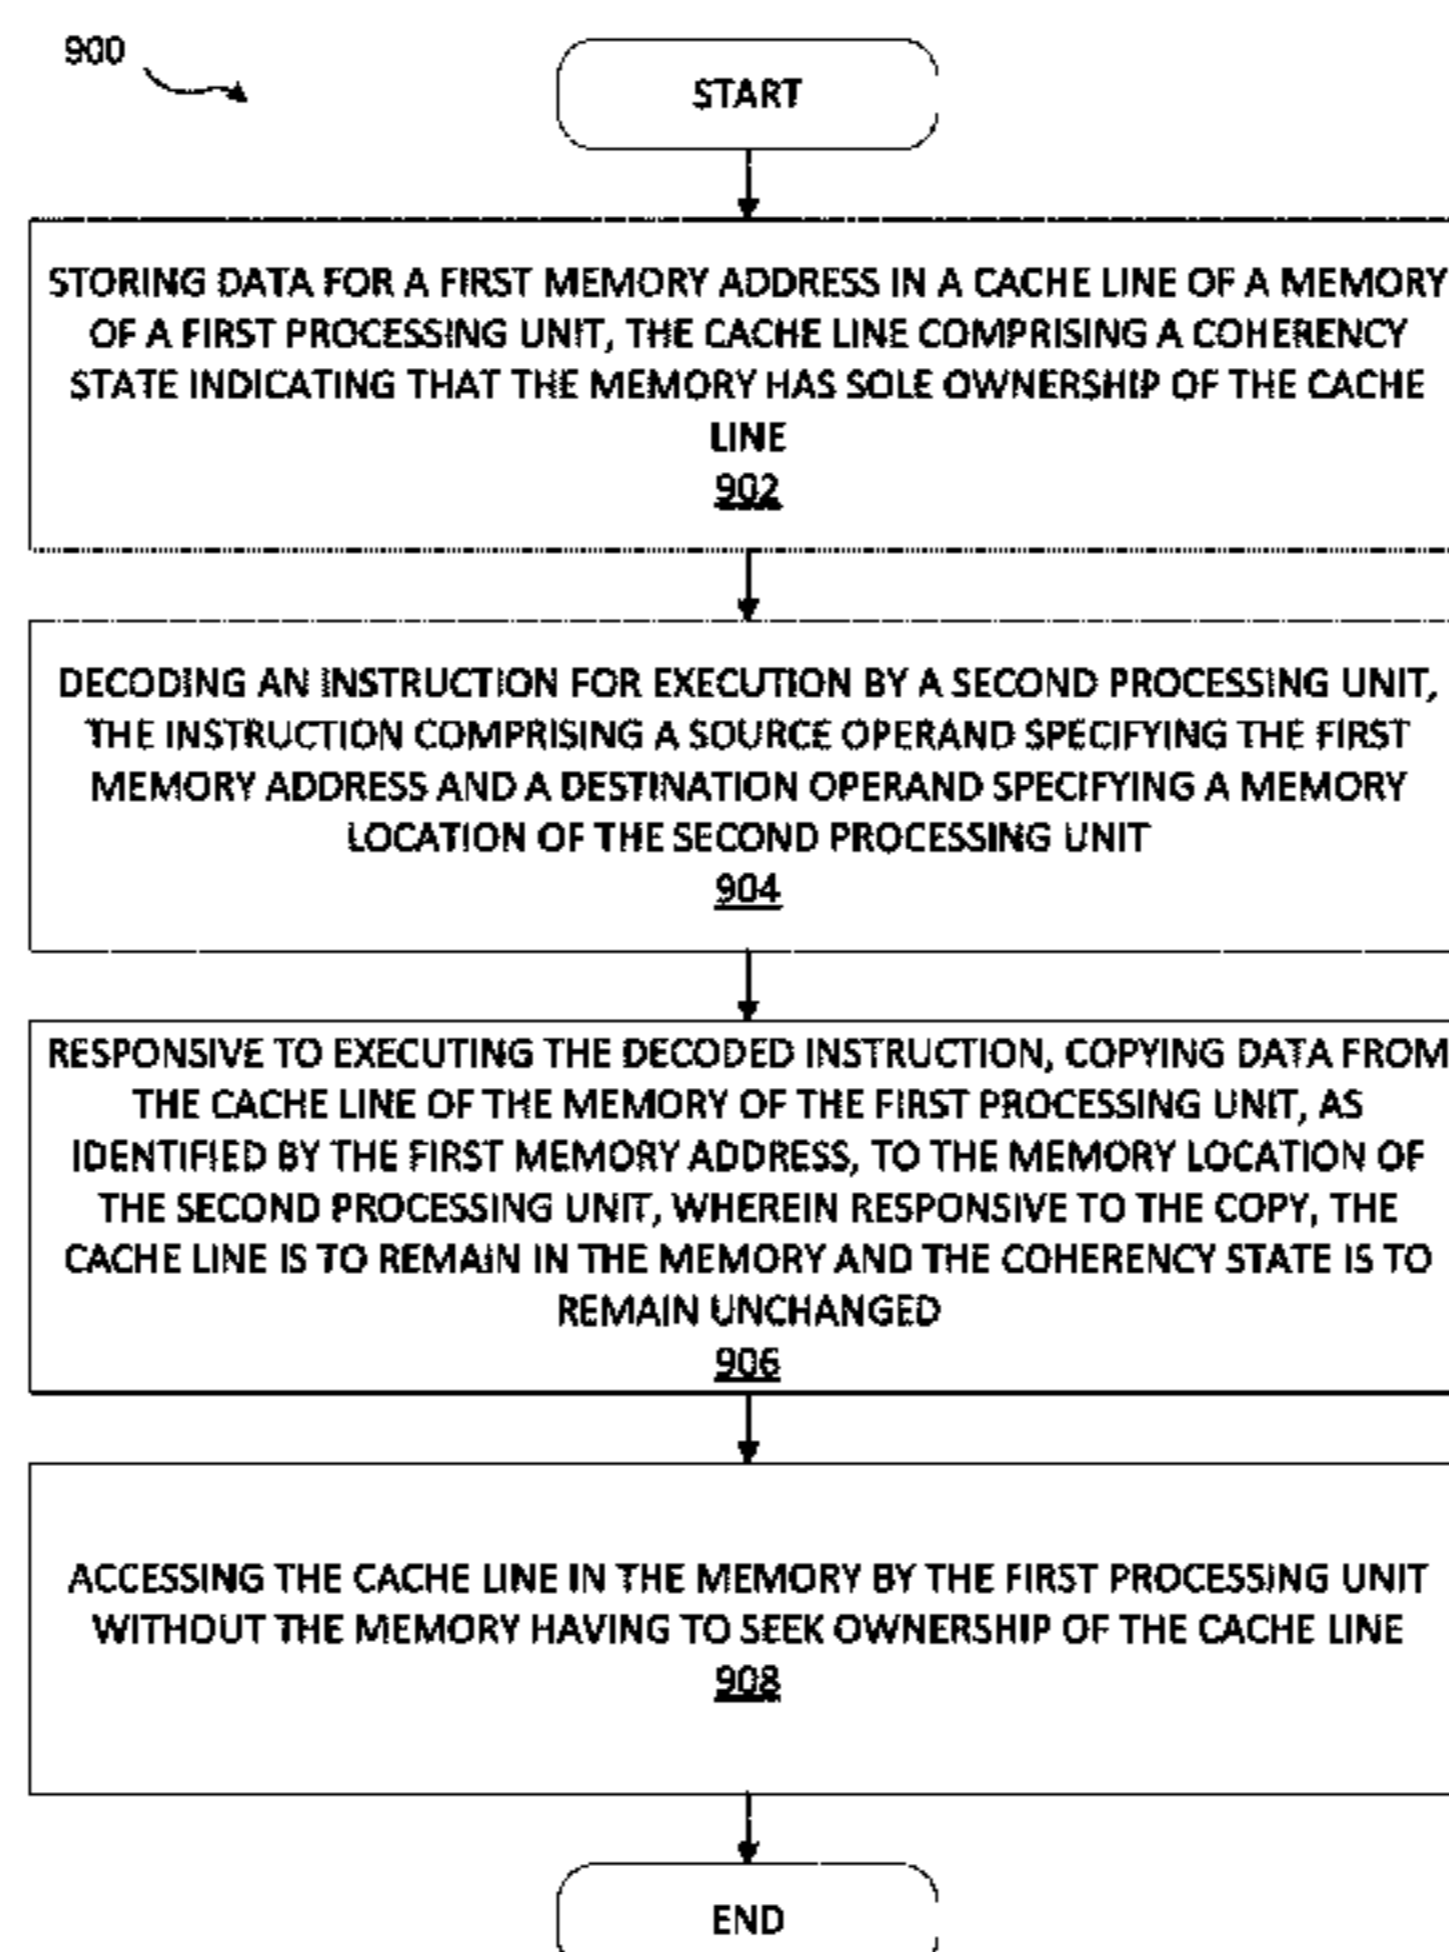 900
START
STORING DATA FOR A FIRST MEMORY ADDRESS IN A CACHE LINE OF A MEMORY
OF A FIRST PROCESSING UNIT, THE CACHE LINE COMPRISING A COHERENCY
STATE INDICATING THAT THE MEMORY HAS SOLE OWNERSHIP OF THE CACHE
LINE
902
DECODING AN INSTRUCTION FOR EXECUTION BY A SECOND PROCESSING UNIT,
THE INSTRUCTION COMPRISING A SOURCE OPERAND SPECIFYING THE FIRST
MEMORY ADDRESS AND A DESTINATION OPERAND SPECIFYING A MEMORY
LOCATION OF THE SECOND PROCESSING UNIT
904
RESPONSIVE TO EXECUTING THE DECODED INSTRUCTION, COPYING DATA FROM
THE CACHE LINE OF THE MEMORY OF THE FIRST PROCESSING UNIT, AS
IDENTIFIED BY THE FIRST MEMORY ADDRESS, TO THE MEMORY LOCATION OF
THE SECOND PROCESSING UNIT, WHEREIN RESPONSIVE TO THE COPY, THE
CACHE LINE IS TO REMAIN IN THE MEMORY AND THE COHERENCY STATE IS TO
REMAIN UNCHANGED
906
ACCESSING THE CACHE LINE IN THE MEMORY BY THE FIRST PROCESSING UNIT
WITHOUT THE MEMORY HAVING TO SEEK OWNERSHIP OF THE CACHE LINE
908
END